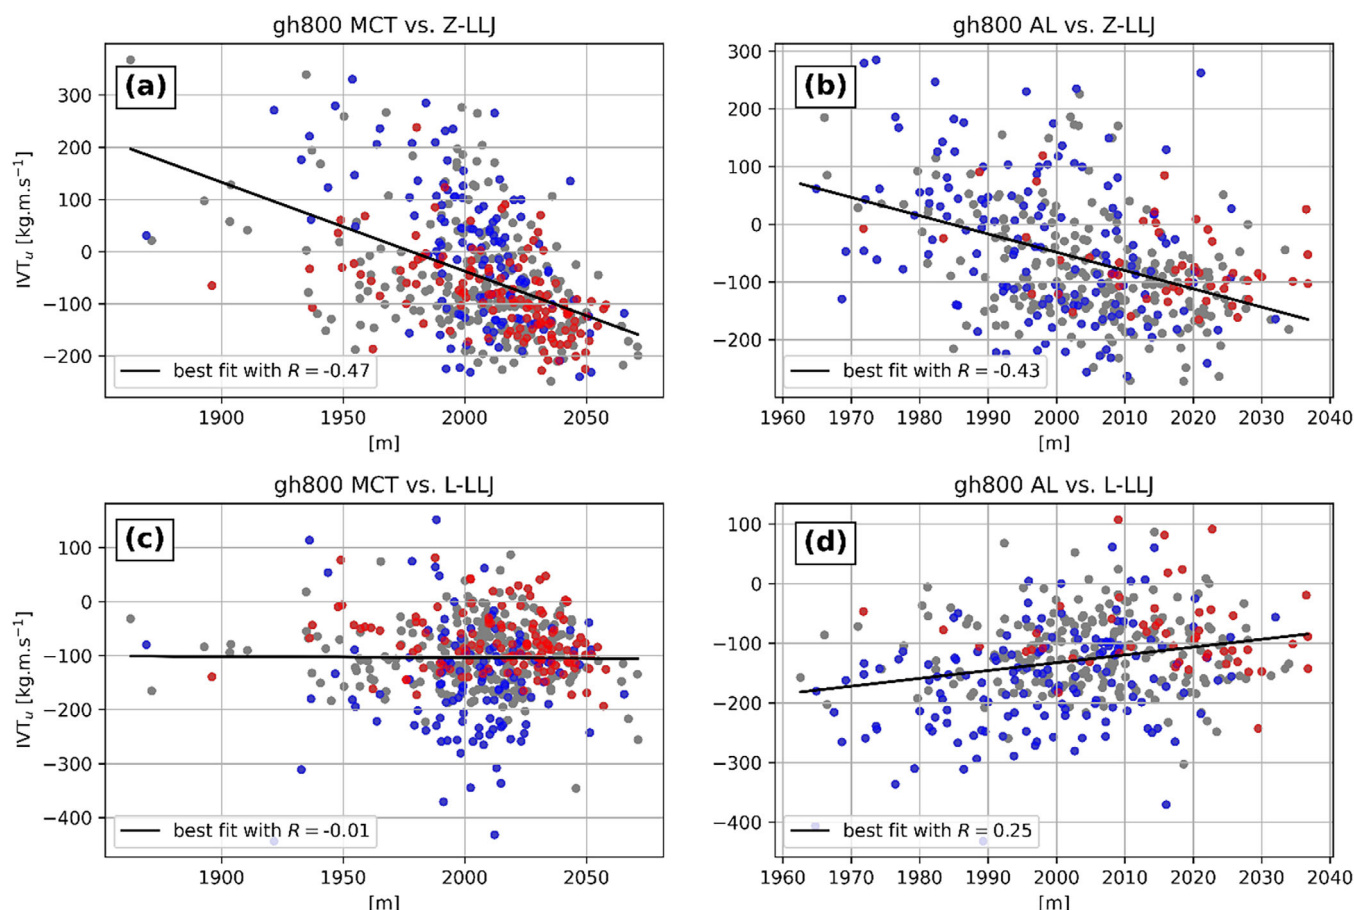 gh800 MCT vs. Z-LLJ
(a)
IVTu [kg.m.s⁻¹]
300
200
100
0
−100
−200
best fit with R = -0.47
1900 1950 2000 2050
[m]
gh800 AL vs. Z-LLJ
(b)
300
200
100
0
−100
−200
best fit with R = -0.43
1960 1970 1980 1990 2000 2010 2020 2030 2040
[m]
gh800 MCT vs. L-LLJ
(c)
IVTu [kg.m.s⁻¹]
100
0
−100
−200
−300
−400
best fit with R = -0.01
1900 1950 2000 2050
[m]
gh800 AL vs. L-LLJ
(d)
100
0
−100
−200
−300
−400
best fit with R = 0.25
1960 1970 1980 1990 2000 2010 2020 2030 2040
[m]